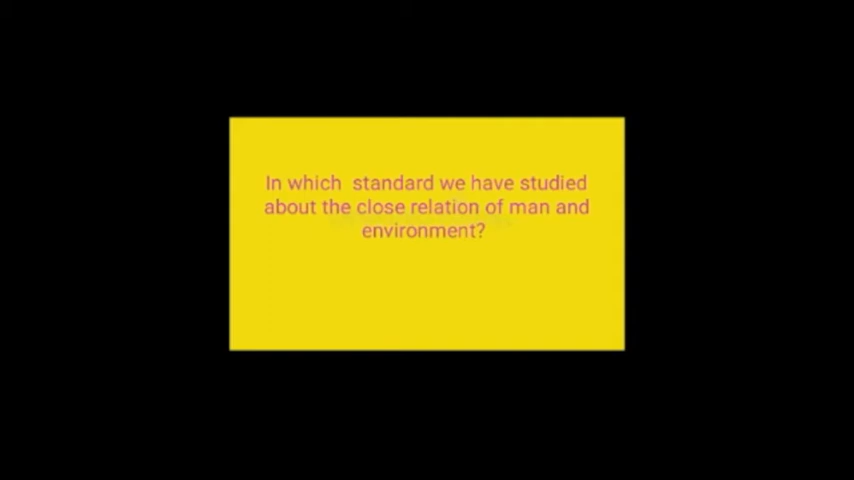 In which standard we have studied
about the close relation of man and
environment?